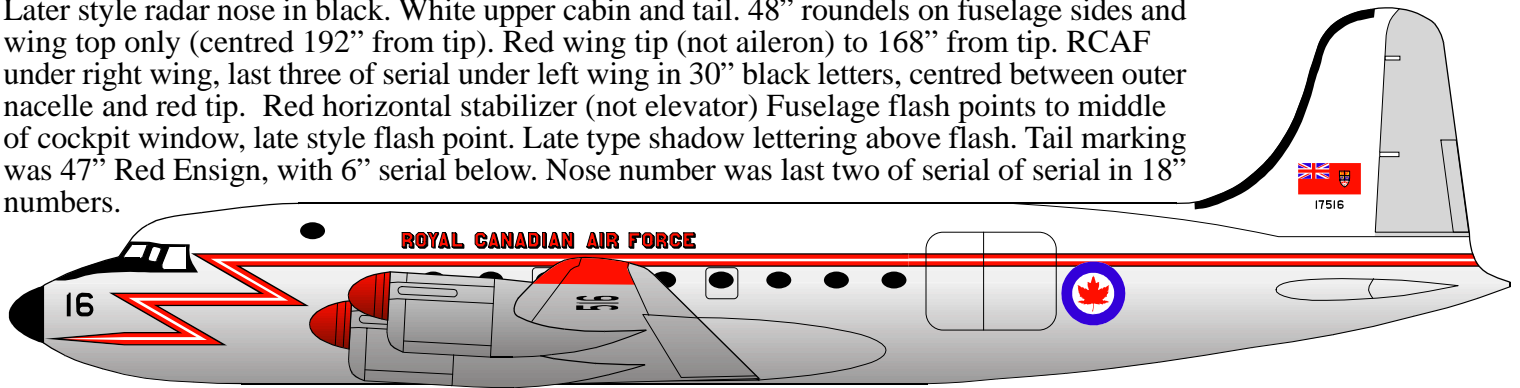 Later style radar nose in black. White upper cabin and tail. 48” roundels on fuselage sides and
wing top only (centred 192” from tip). Red wing tip (not aileron) to 168” from tip. RCAF
under right wing, last three of serial under left wing in 30” black letters, centred between outer
nacelle and red tip.  Red horizontal stabilizer (not elevator) Fuselage flash points to middle
of cockpit window, late style flash point. Late type shadow lettering above flash. Tail marking
was 47” Red Ensign, with 6” serial below. Nose number was last two of serial of serial in 18”
numbers.
17516
ROYAL CANADIAN AIR FORCE
16
516